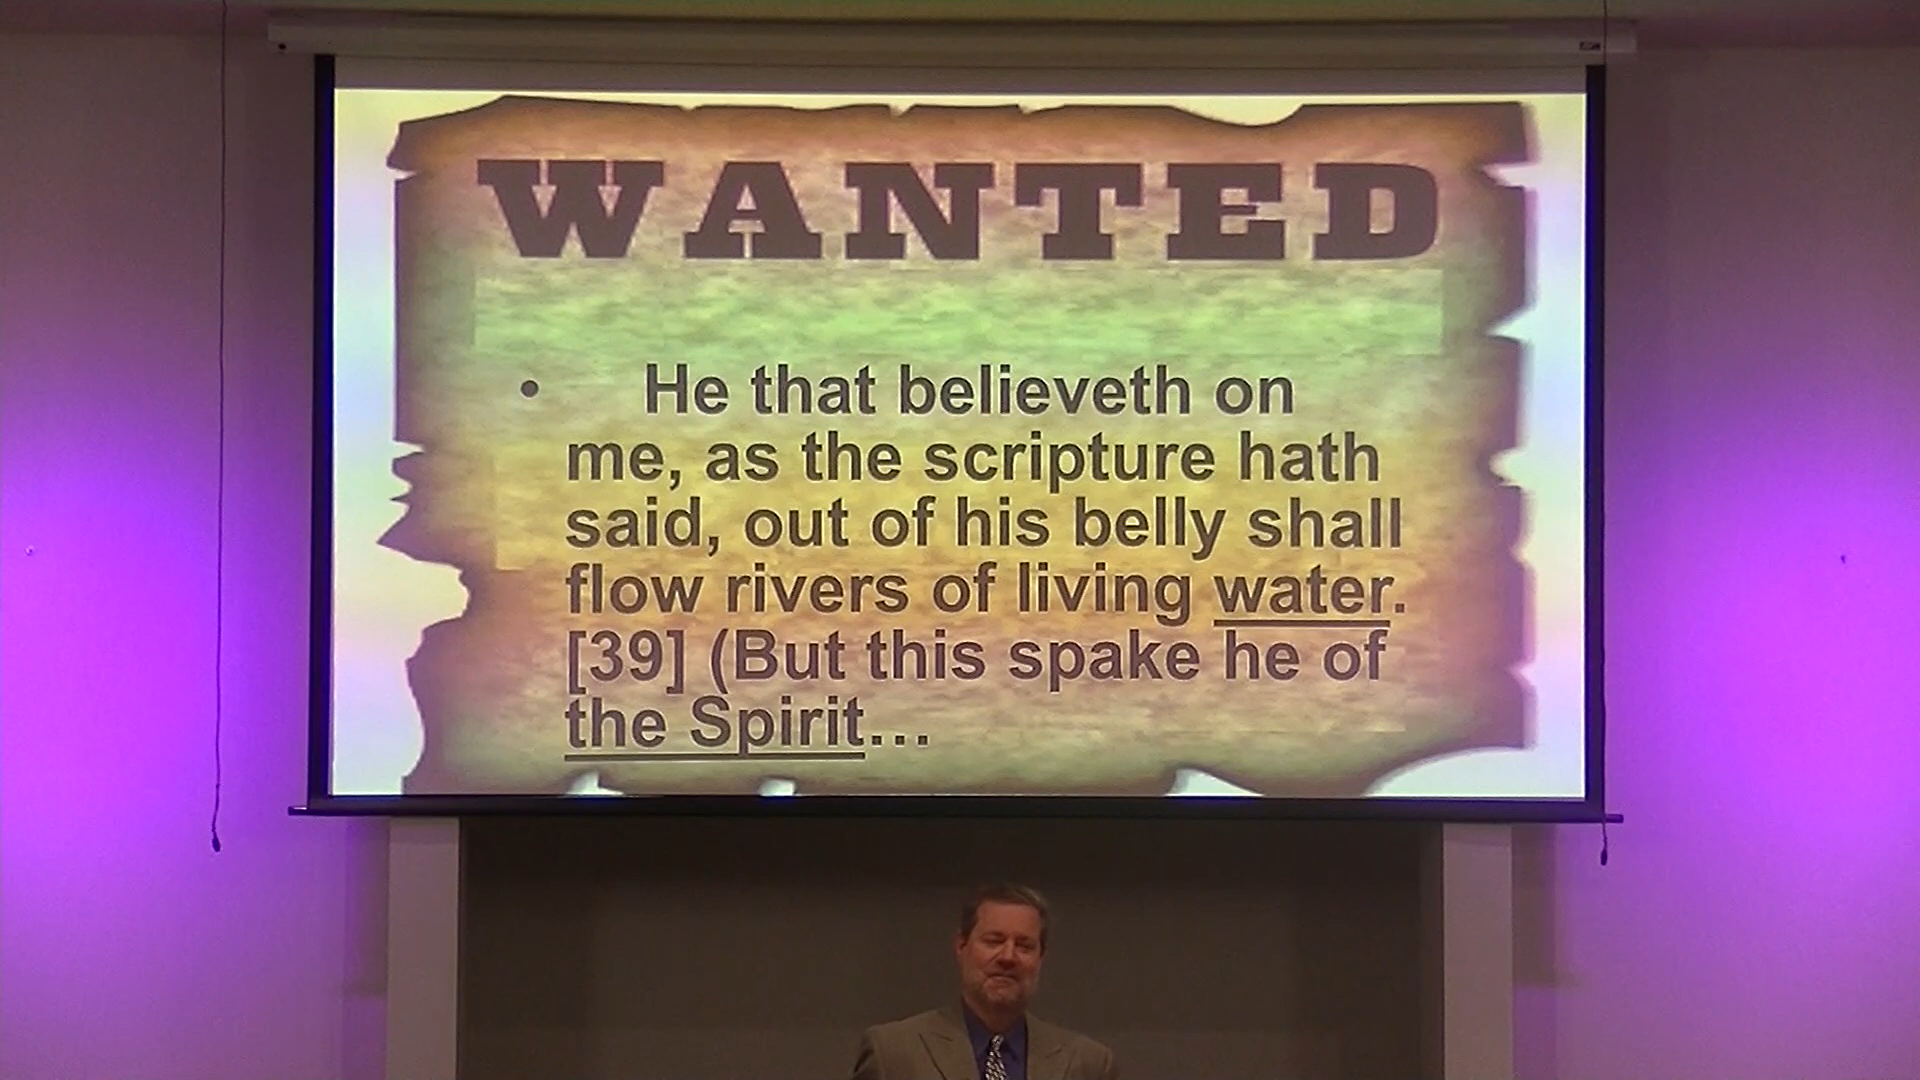 WANTED
• He that believeth on
me, as the scripture hath
said, out of his belly shall
flow rivers of living water.
[39] (But this spake he of
the Spirit...